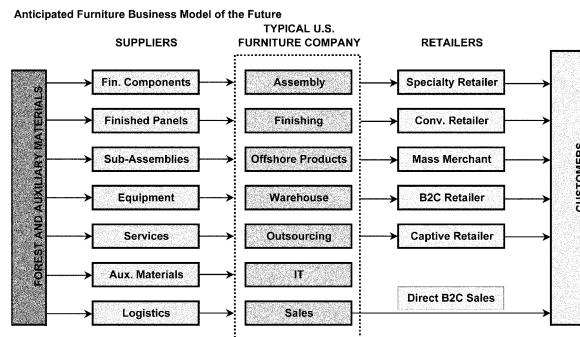 Anticipated Furniture Business Model of the Future
SUPPLIERS
TYPICAL U.S.
FURNITURE COMPANY
RETAILERS
FOREST AND AUXILIARY MATERIALS
Fin. Components
Assembly
Specialty Retailer
Finished Panels
Finishing
Conv. Retailer
Sub-Assemblies
Offshore Products
Mass Merchant
Equipment
Warehouse
B2C Retailer
Services
Outsourcing
Captive Retailer
Aux. Materials
IT
Logistics
Sales
Direct B2C Sales
CUSTOMERS